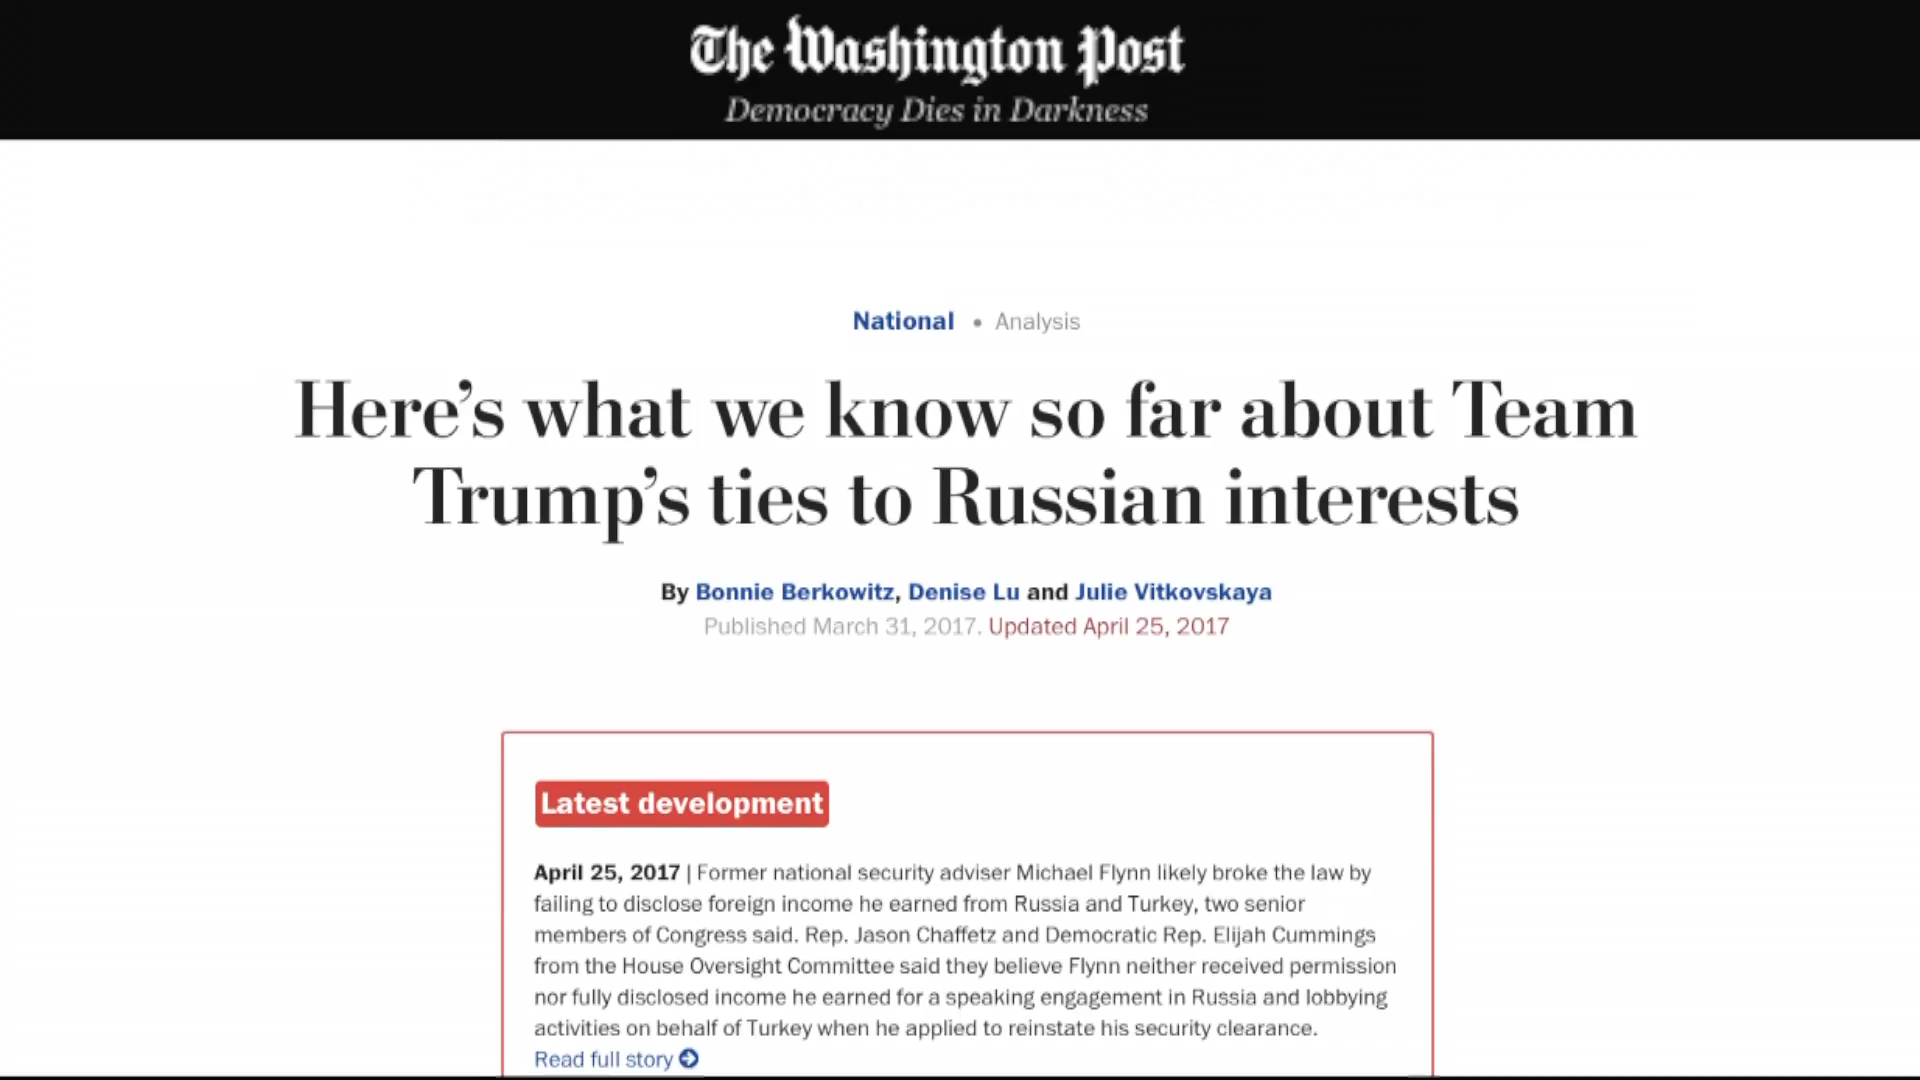 The Washington Post
Democracy Dies in Darkness
National • Analysis
Here’s what we know so far about Team
Trump’s ties to Russian interests
By Bonnie Berkowitz, Denise Lu and Julie Vitkovskaya
Published March 31, 2017. Updated April 25, 2017
Latest development
April 25, 2017 | Former national security adviser Michael Flynn likely broke the law by
failing to disclose foreign income he earned from Russia and Turkey, two senior
members of Congress said. Rep. Jason Chaffetz and Democratic Rep. Elijah Cummings
from the House Oversight Committee said they believe Flynn neither received permission
nor fully disclosed income he earned for a speaking engagement in Russia and lobbying
activities on behalf of Turkey when he applied to reinstate his security clearance.
Read full story